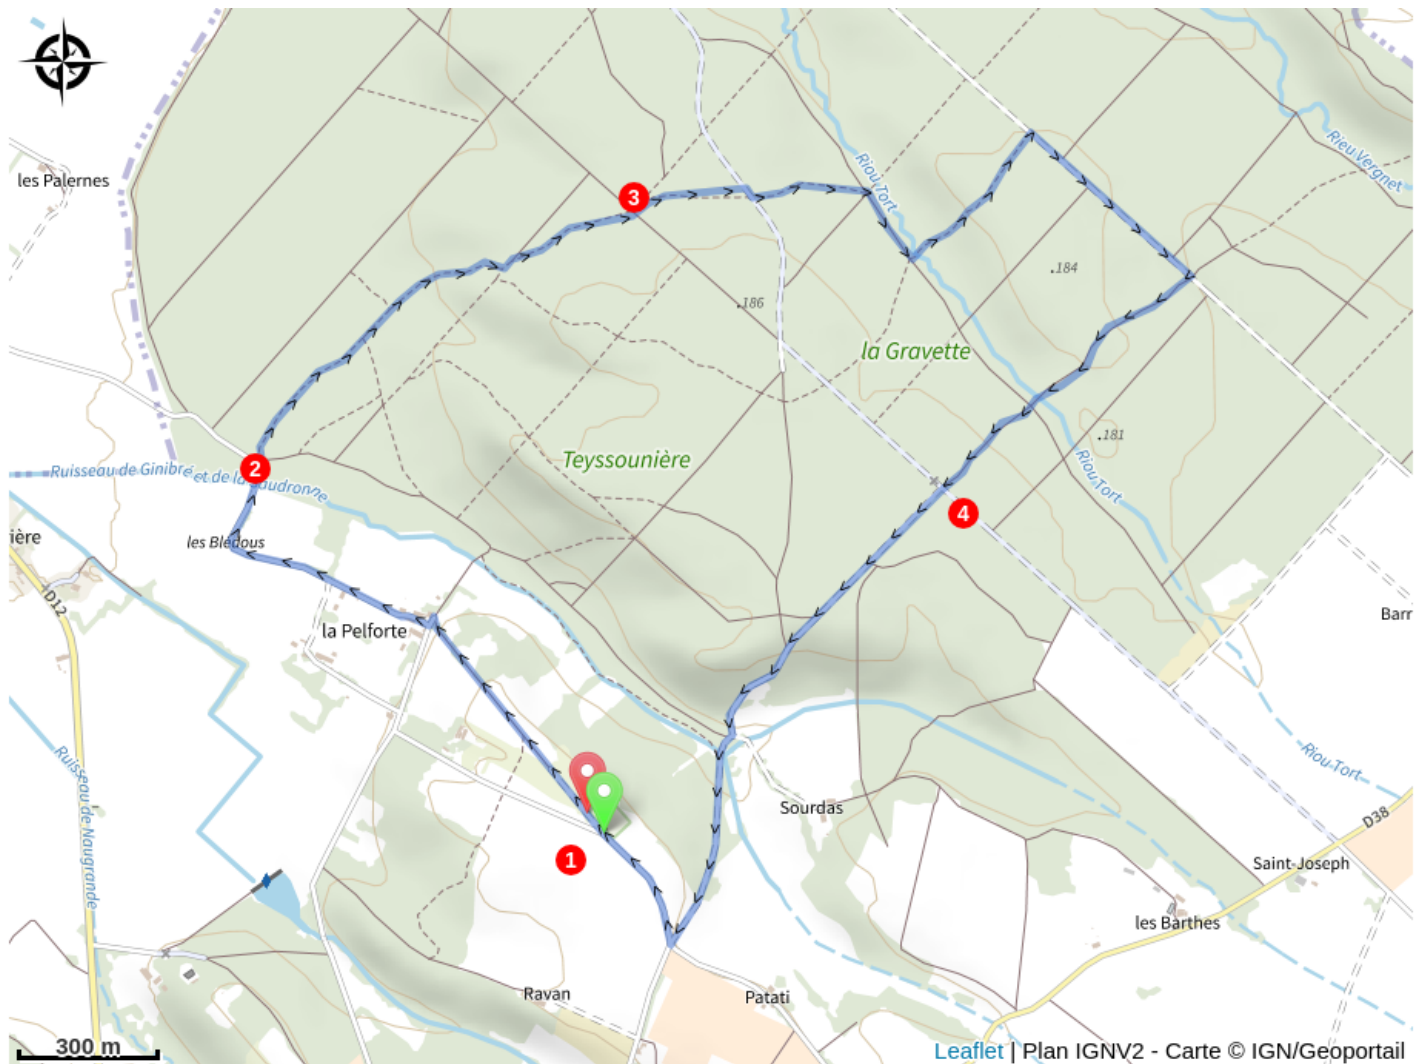 Riou Tort
Rieu Vergnet
les Palernes
3
.184
.186
la Gravette
.181
Teyssounière
2
Ruisseau de Ginibre et de la Vaudronne
Riou Tort
4
ière
les Blédous
D12
la Pelforte
Barr
Ruisseau de Naugrande
Riou Tort
Sourdas
D38
1
Saint-Joseph
les Barthes
Ravan
Patati
300 m
Leaflet | Plan IGNV2 - Carte © IGN/Geoportail